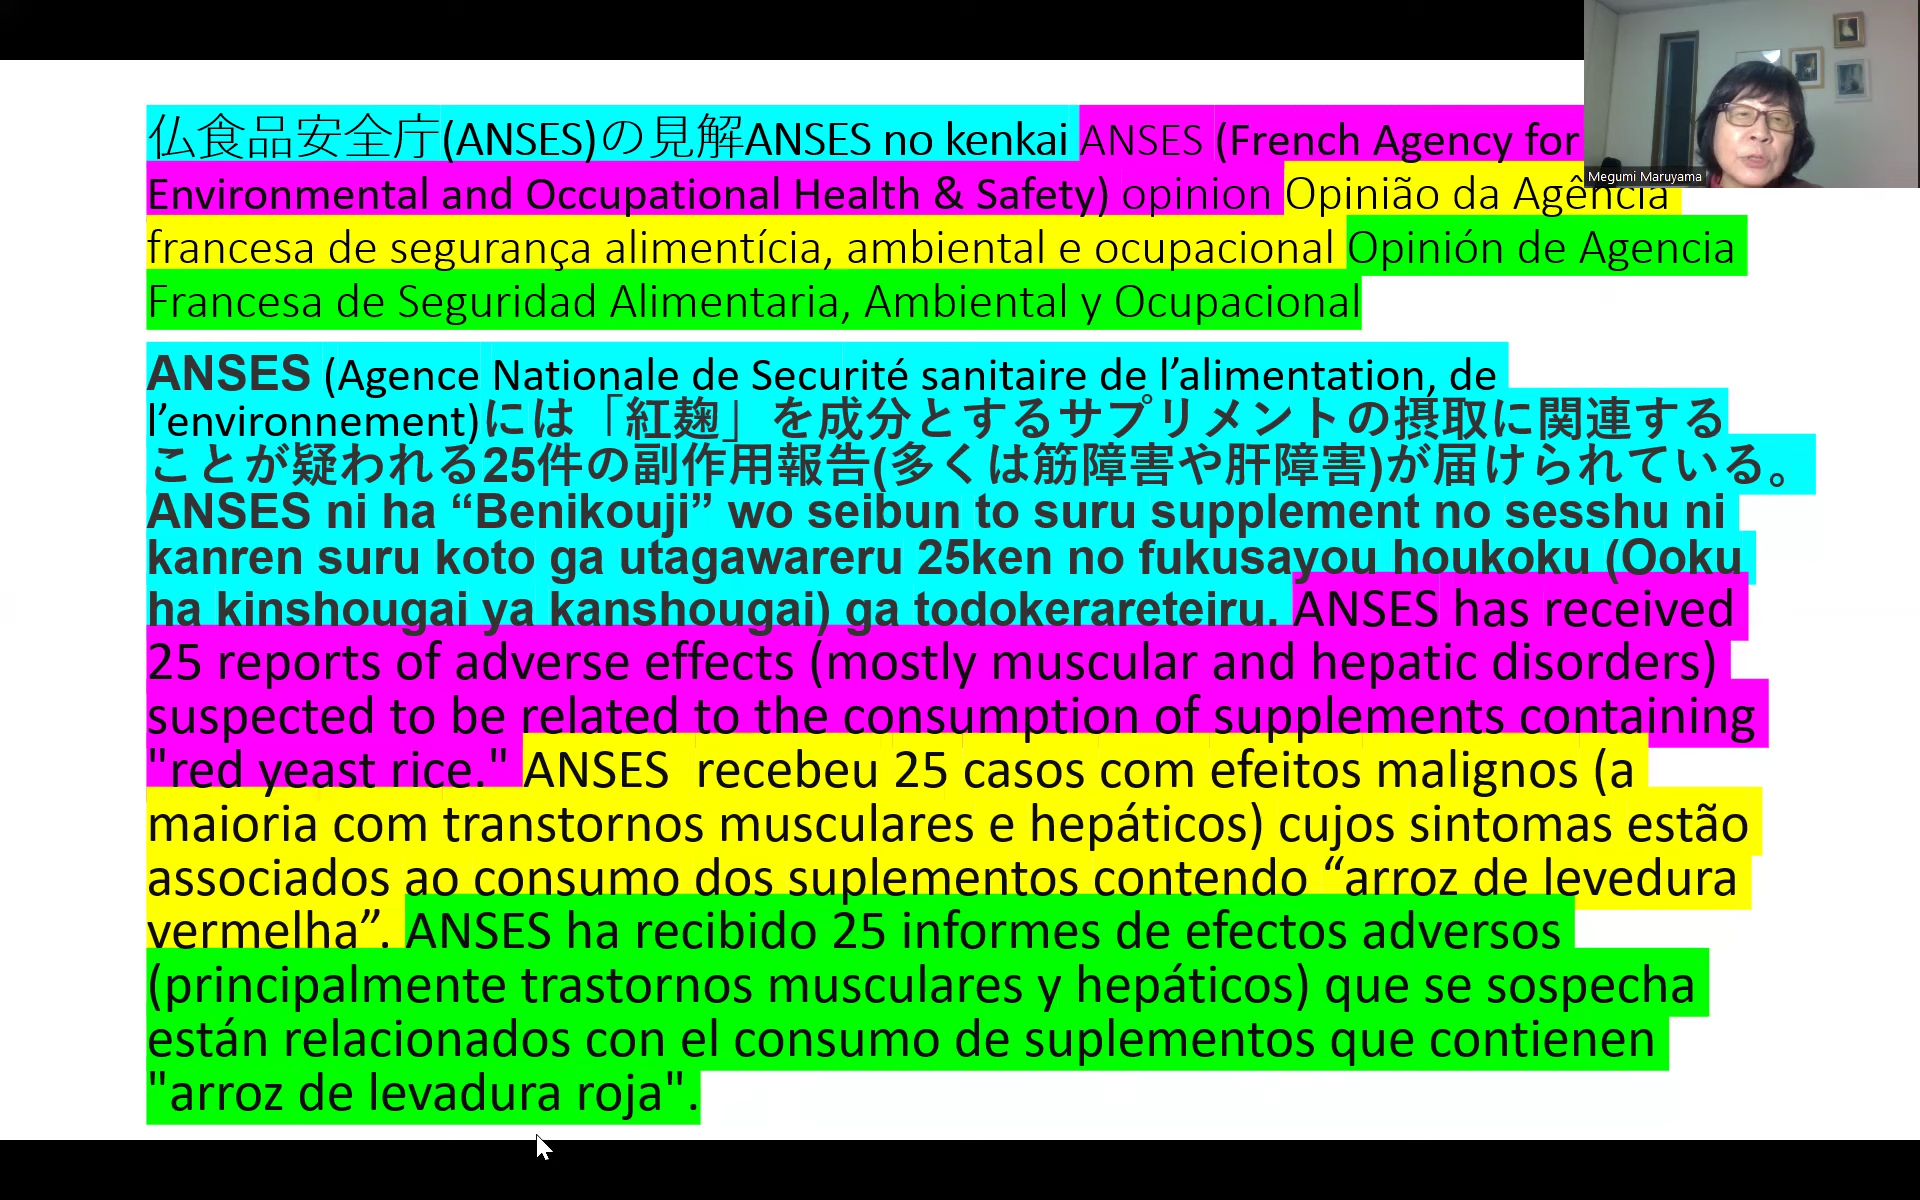 仏食品安全庁(ANSES)の見解ANSES no kenkai ANSES (French Agency for
Environmental and Occupational Health & Safety) opinion Opinião da Agência
francesa de segurança alimentícia, ambiental e ocupacional Opinión de Agencia
Francesa de Seguridad Alimentaria, Ambiental y Ocupacional
ANSES (Agence Nationale de Securité sanitaire de l’alimentation, de
l’environnement)には「紅麹」を成分とするサプリメントの摂取に関連する
ことが疑われる25件の副作用報告(多くは筋障害や肝障害)が届けられている。
ANSES ni ha “Benikouji” wo seibun to suru supplement no sesshu ni
kanren suru koto ga utagawareru 25ken no fukusayou houkoku (Ooku
ha kinshougai ya kanshougai) ga todokerareteiru. ANSES has received
25 reports of adverse effects (mostly muscular and hepatic disorders)
suspected to be related to the consumption of supplements containing
"red yeast rice." ANSES  recebeu 25 casos com efeitos malignos (a
maioria com transtornos musculares e hepáticos) cujos sintomas estão
associados ao consumo dos suplementos contendo “arroz de levedura
vermelha”. ANSES ha recibido 25 informes de efectos adversos
(principalmente trastornos musculares y hepáticos) que se sospecha
están relacionados con el consumo de suplementos que contienen
"arroz de levadura roja".
Megumi Maruyama